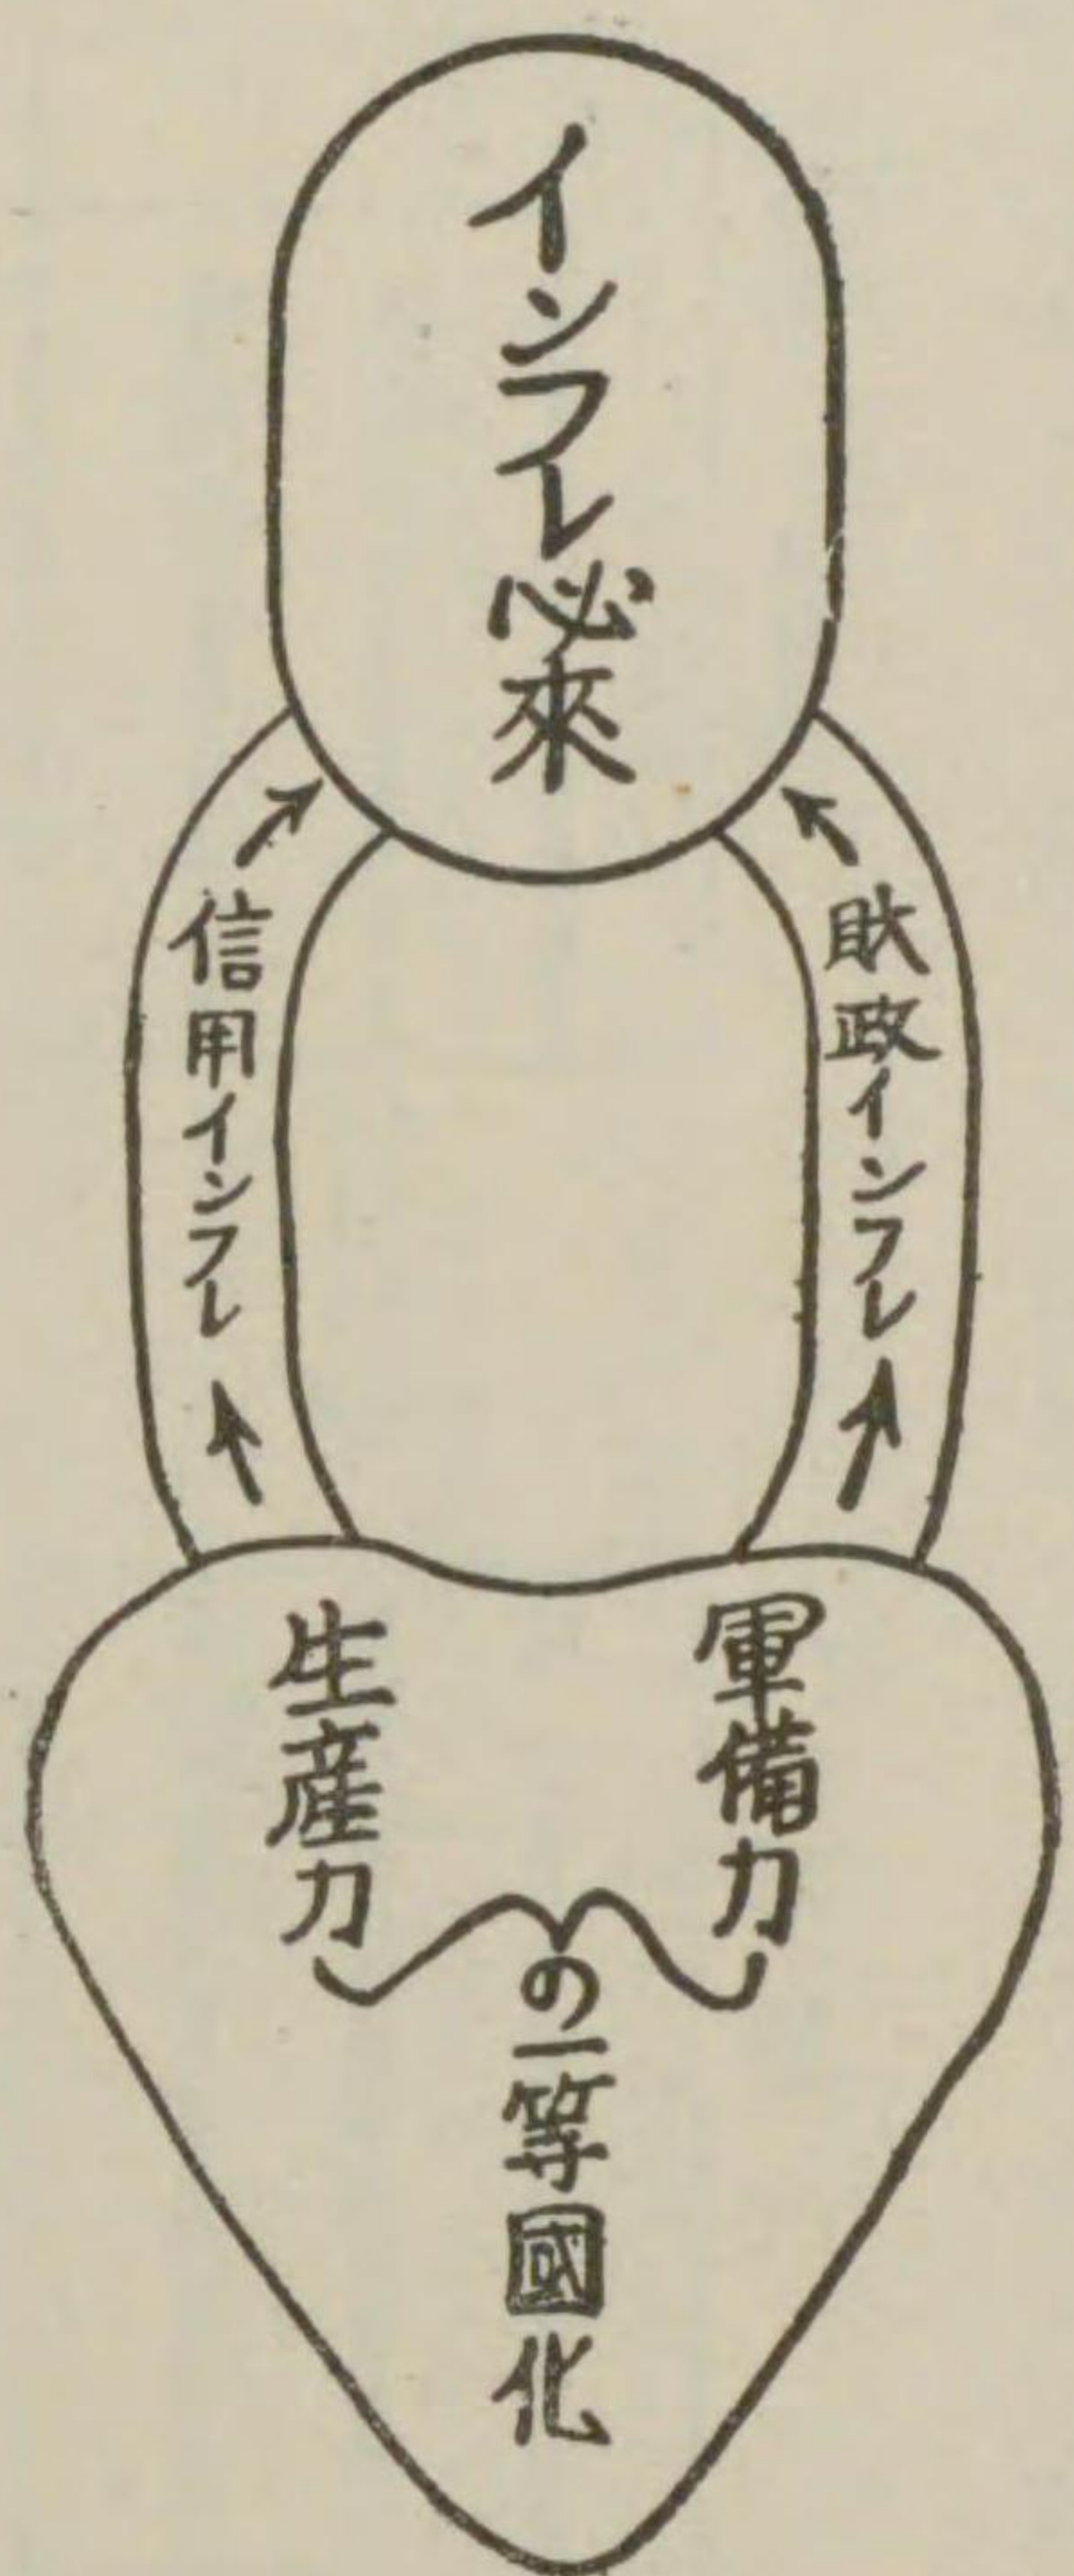 インフレ必來
財政インフレ
信用インフレ
軍備力
生産力
の一等國化